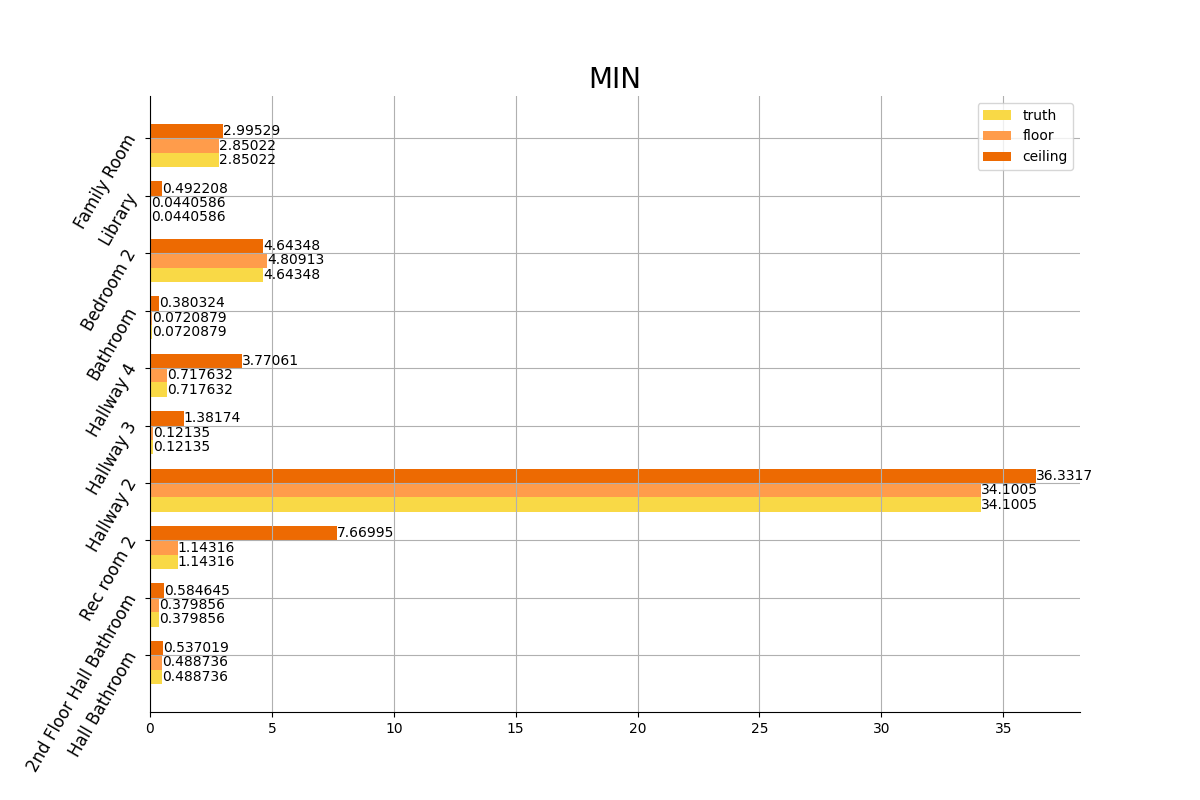 MIN
truth
floor
ceiling
Family Room
2.99529
2.85022
2.85022
Library
0.492208
0.0440586
0.0440586
Bedroom 2
4.64348
4.80913
4.64348
Bathroom
0.380324
0.0720879
0.0720879
Hallway 4
3.77061
0.717632
0.717632
Hallway 3
1.38174
0.12135
0.12135
Hallway 2
36.3317
34.1005
34.1005
Rec room 2
7.66995
1.14316
1.14316
2nd Floor Hall Bathroom
0.584645
0.379856
0.379856
Hall Bathroom
0.537019
0.488736
0.488736
0 5 10 15 20 25 30 35